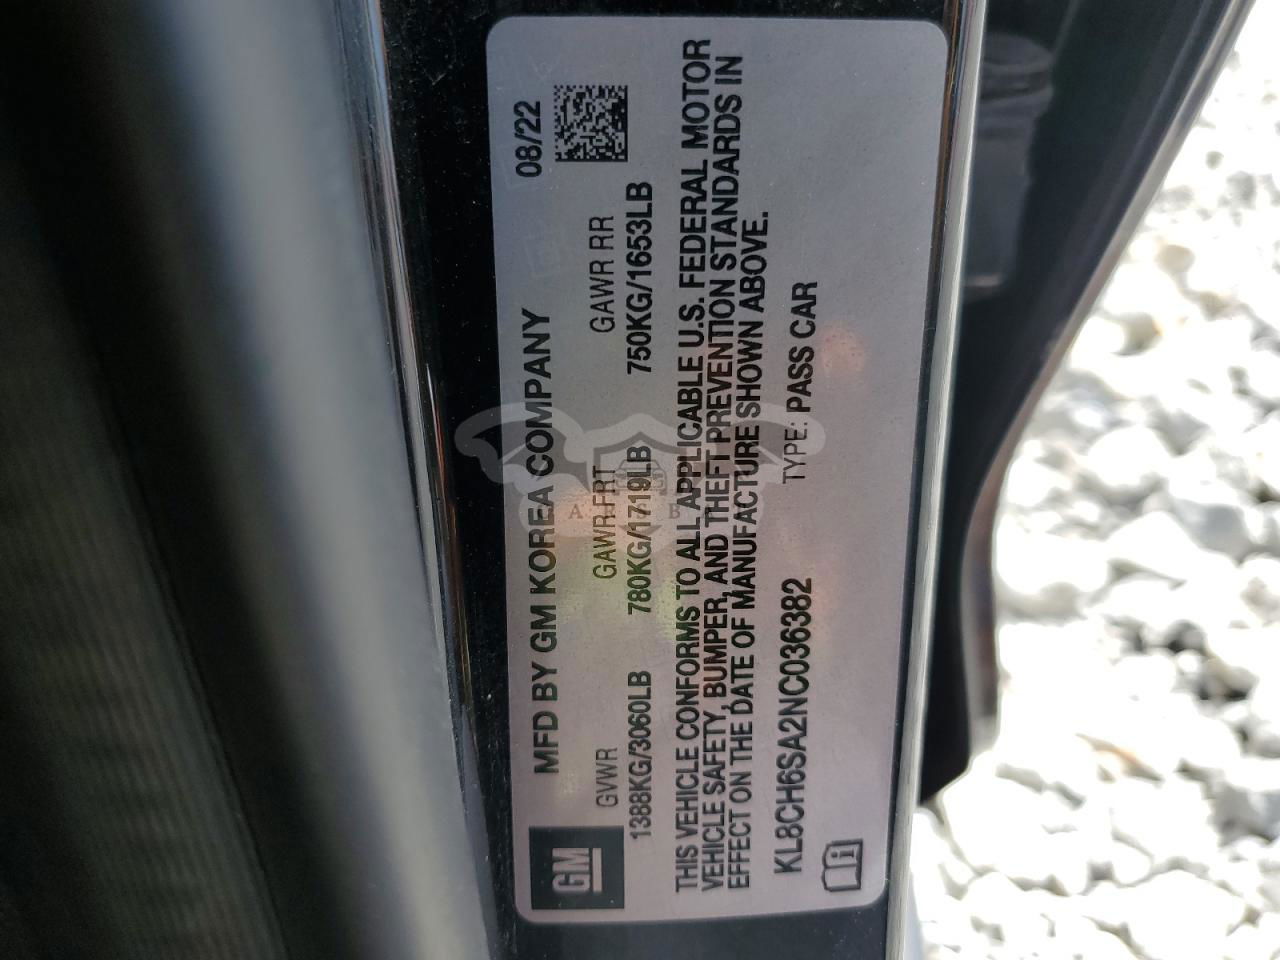 GM
MFD BY GM KOREA COMPANY 08/22
GVWR GAWR FRT GAWR RR
1388KG/3060LB 780KG/1719LB 750KG/1653LB
THIS VEHICLE CONFORMS TO ALL APPLICABLE U.S. FEDERAL MOTOR
VEHICLE SAFETY, BUMPER, AND THEFT PREVENTION STANDARDS IN
EFFECT ON THE DATE OF MANUFACTURE SHOWN ABOVE.
KL8CH6SA2NC036382 TYPE: PASS CAR